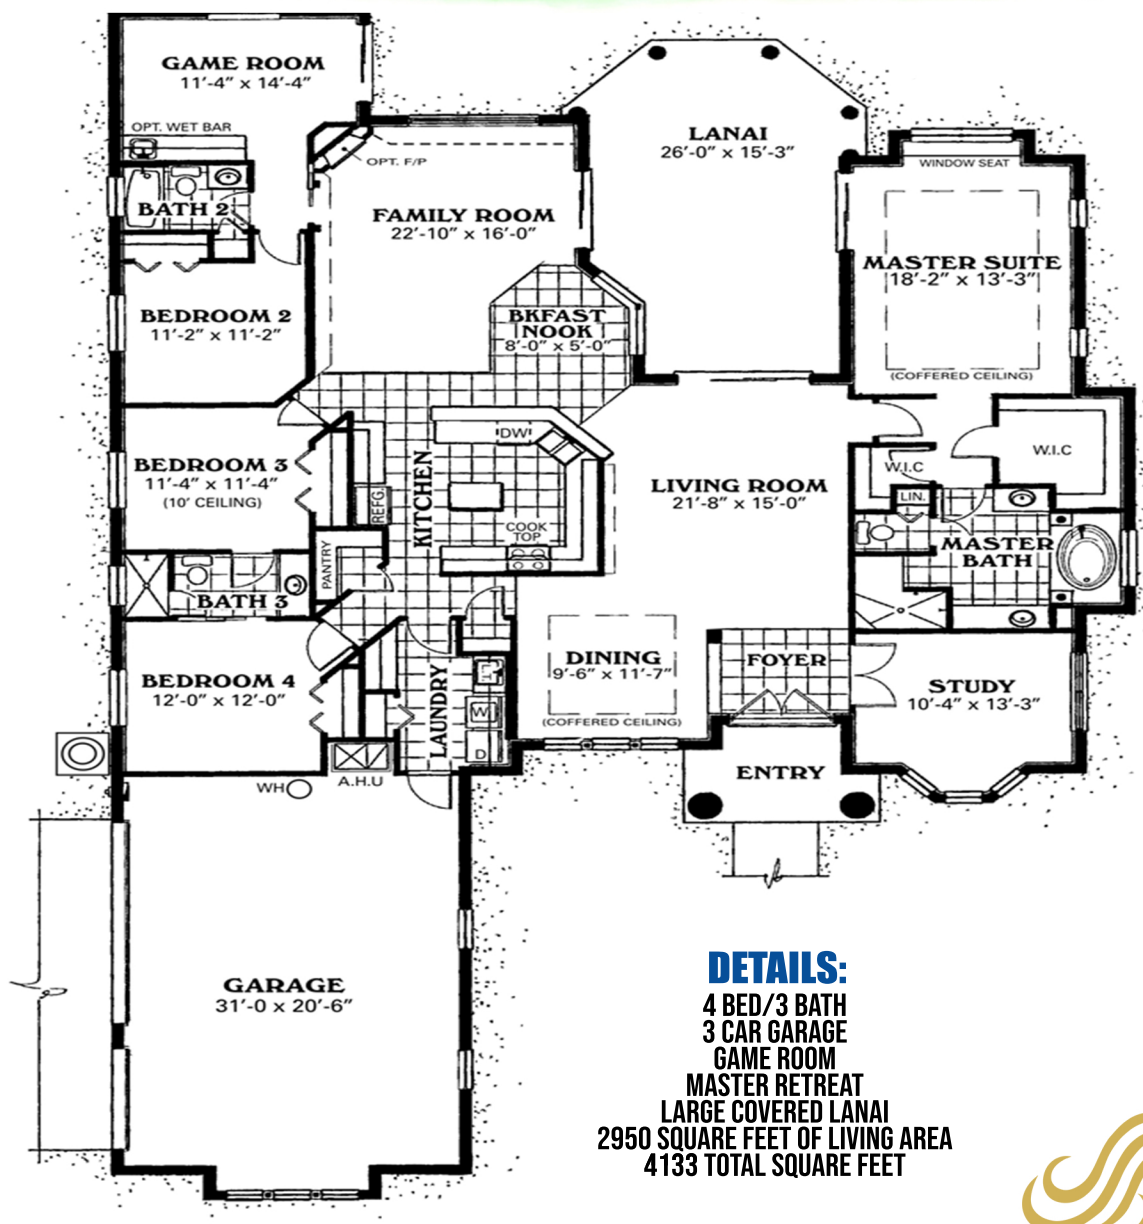 GAME ROOM
11'-4" x 14'-4"
OPT. WET BAR
OPT. F/P
LANAI
26'-0" x 15'-3"
WINDOW SEAT
BATH 2
FAMILY ROOM
22'-10" x 16'-0"
MASTER SUITE
18'-2" x 13'-3"
(COFFERED CEILING)
BEDROOM 2
11'-2" x 11'-2"
BKFAST
NOOK
8'-0" x 5'-0"
DW
KITCHEN
BEDROOM 3
11'-4" x 11'-4"
(10' CEILING)
REFG.
COOK
TOP
PANTRY
LIVING ROOM
21'-8" x 15'-0"
W.I.C
W.I.C
LIN.
MASTER
BATH
BATH 3
BEDROOM 4
12'-0" x 12'-0"
LAUNDRY
L.T.
W
D
DINING
9'-6" x 11'-7"
(COFFERED CEILING)
FOYER
STUDY
10'-4" x 13'-3"
ENTRY
WH
A.H.U
GARAGE
31'-0 x 20'-6"
DETAILS:
4 BED/3 BATH
3 CAR GARAGE
GAME ROOM
MASTER RETREAT
LARGE COVERED LANAI
2950 SQUARE FEET OF LIVING AREA
4133 TOTAL SQUARE FEET